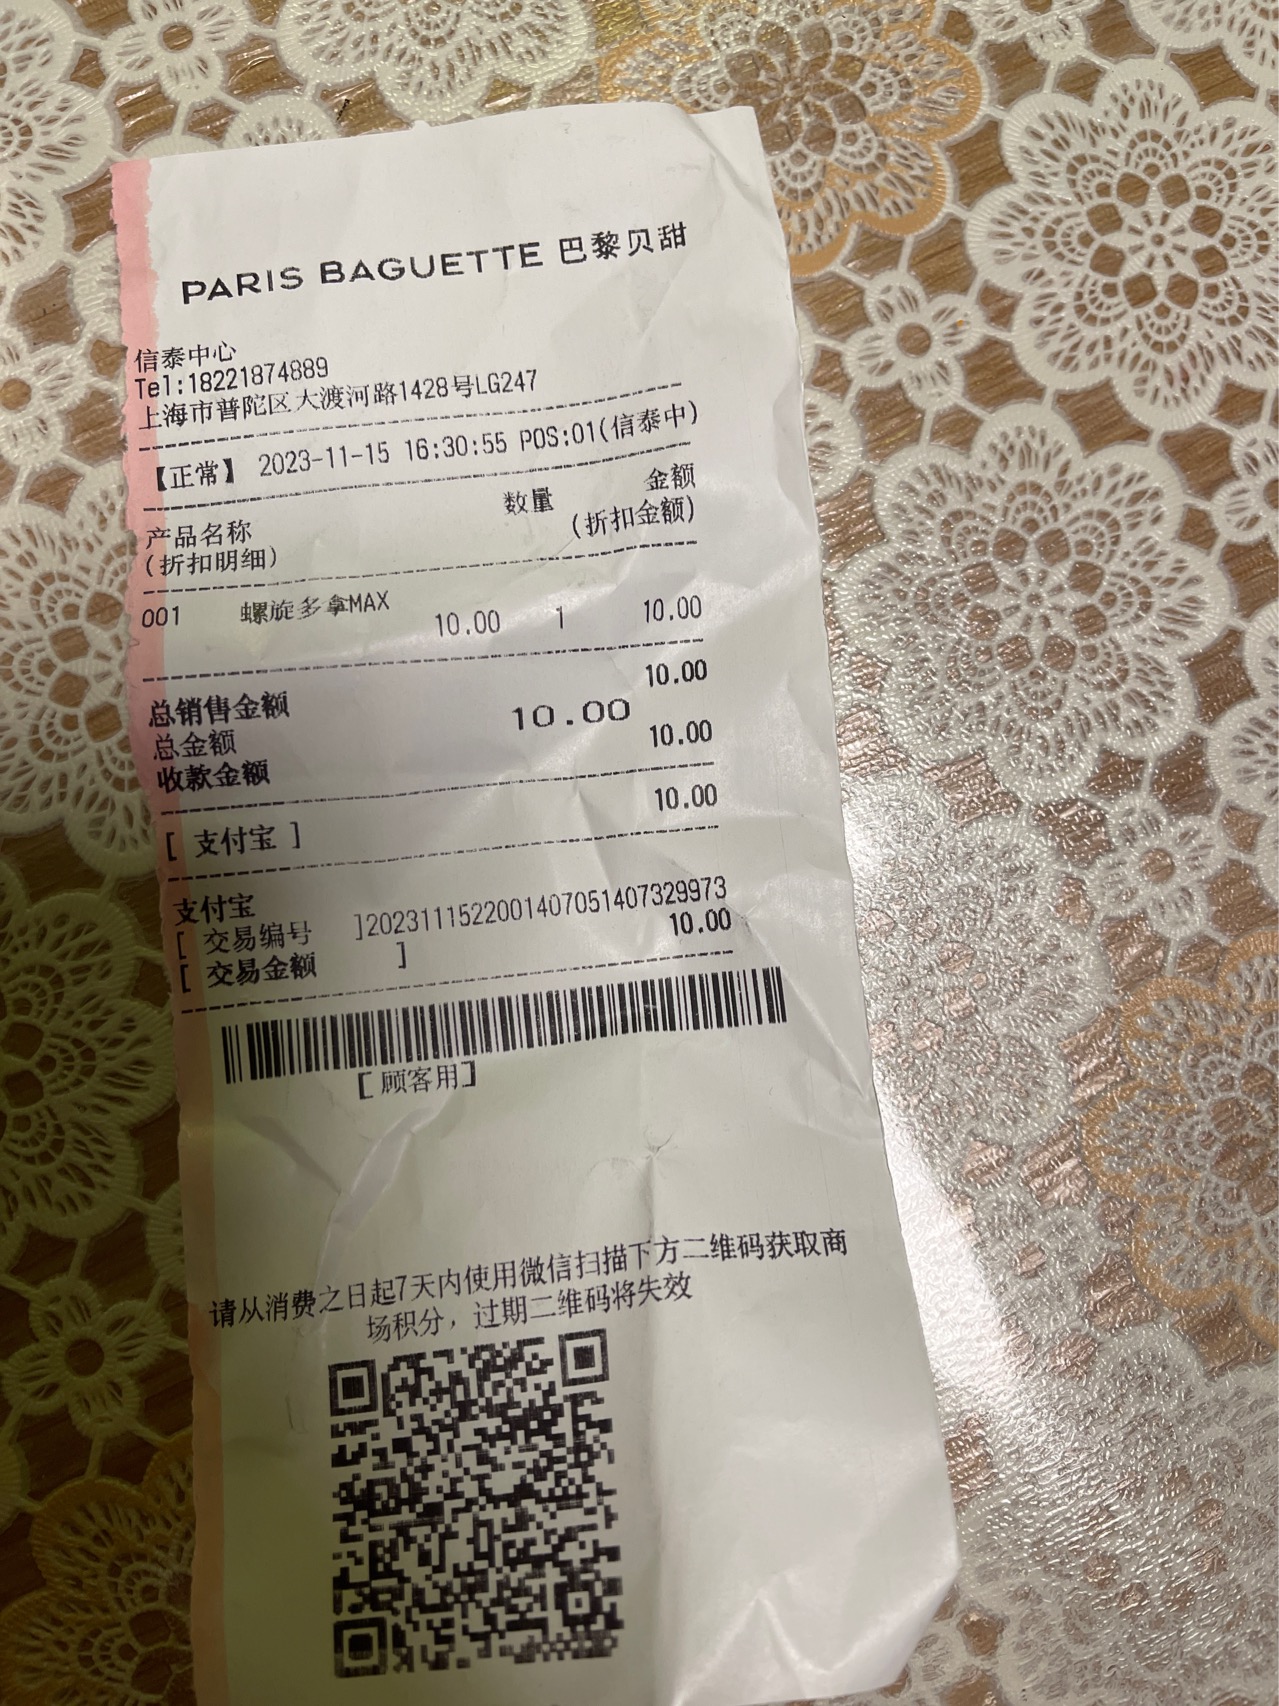 PARIS BAGUETTE 巴黎贝甜
信泰中心
Tel:18221874889
上海市普陀区大渡河路1428号LG247
【正常】 2023-11-15 16:30:55 POS:01(信泰中)
产品名称 数量 金额
(折扣明细) (折扣金额)
001 螺旋多拿MAX 10.00 1 10.00
总销售金额 10.00
总金额 10.00
收款金额 10.00
[ 支付宝 ] 10.00
支付宝
[ 交易编号 ]2023111522001407051407329973
[ 交易金额 ] 10.00
[ 顾客用]
请从消费之日起7天内使用微信扫描下方二维码获取商
场积分，过期二维码将失效